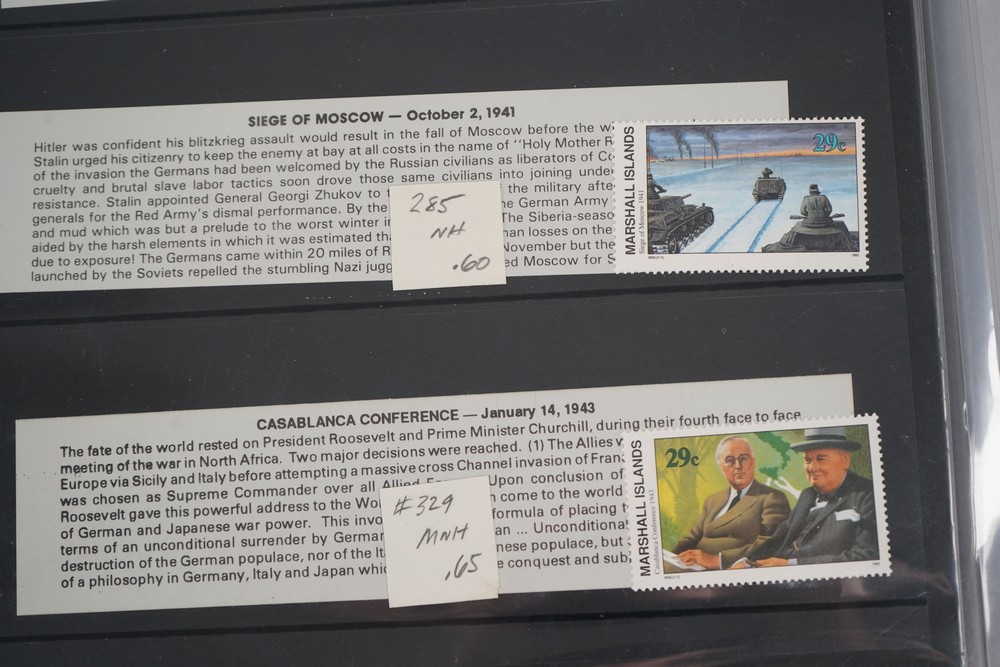 SIEGE OF MOSCOW — October 2, 1941
Hitler was confident his blitzkrieg assault would result in the fall of Moscow before the
Stalin urged his citizenry to keep the enemy at bay at all costs in the name of "Holy Mother
of the invasion the Germans had been welcomed by the Russian civilians as liberators of
cruelty and brutal slave labor tactics soon drove those same civilians into joining
resistance. Stalin appointed General Georgi Zhukov to the military
generals for the Red Army's dismal performance. By the German Army
and mud which was but a prelude to the worst winter The
aided by the harsh elements in which it was estimated losses on the
due to exposure! The Germans came within 20 miles of November but the
launched by the Soviets repelled the stumbling Nazi Moscow for
285
NH
.60
MARSHALL ISLANDS
Siege of Moscow 1941
29c
CASABLANCA CONFERENCE — January 14, 1943
The fate of the world rested on President Roosevelt and Prime Minister Churchill, during their fourth face to face
meeting of the war in North Africa. Two major decisions were reached. (1) The Allies
Europe via Sicily and Italy before attempting a massive cross Channel invasion of
was chosen as Supreme Commander over all Allied Upon conclusion of
Roosevelt gave this powerful address to the come to the world
of German and Japanese war power. This formula of placing
terms of an unconditional surrender by ... Unconditional
destruction of the German populace, nor of the populace, but
of a philosophy in Germany, Italy and Japan conquest and
#329
MNH
.65
MARSHALL ISLANDS
Casablanca Conference 1943
29c